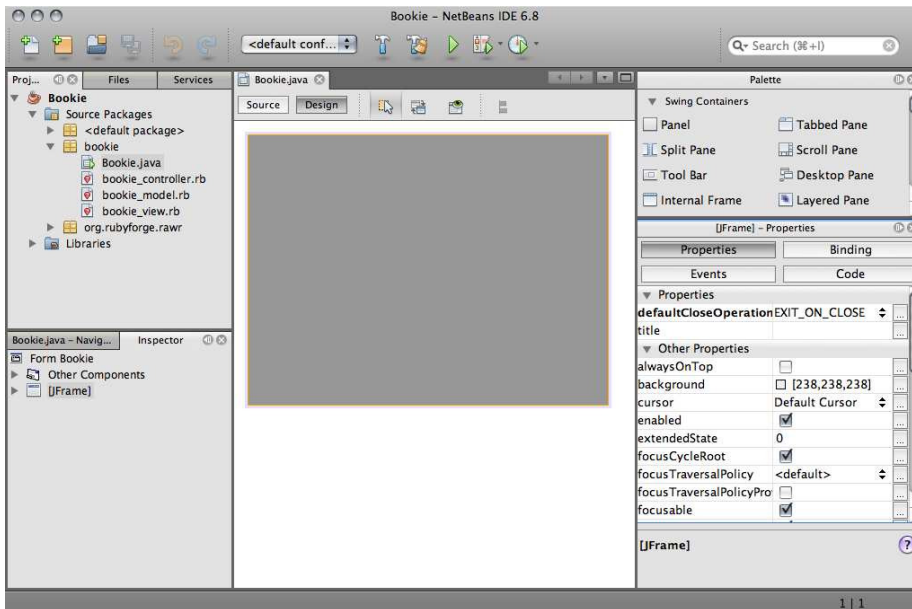 Bookie – NetBeans IDE 6.8
<default conf...
Search (⌘+I)
Proj...
Files
Services
Bookie
Source Packages
<default package>
bookie
Bookie.java
bookie_controller.rb
bookie_model.rb
bookie_view.rb
org.rubyforge.rawr
Libraries
Bookie.java – Navig...
Inspector
Form Bookie
Other Components
[JFrame]
Bookie.java
Source
Design
Palette
Swing Containers
Panel
Tabbed Pane
Split Pane
Scroll Pane
Tool Bar
Desktop Pane
Internal Frame
Layered Pane
[JFrame] – Properties
Properties
Binding
Events
Code
Properties
defaultCloseOperation EXIT_ON_CLOSE ...
title ...
Other Properties
alwaysOnTop ...
background [238,238,238] ...
cursor Default Cursor ...
enabled ...
extendedState 0 ...
focusCycleRoot ...
focusTraversalPolicy <default> ...
focusTraversalPolicyPro ...
focusable ...
[JFrame]
?
1 | 1